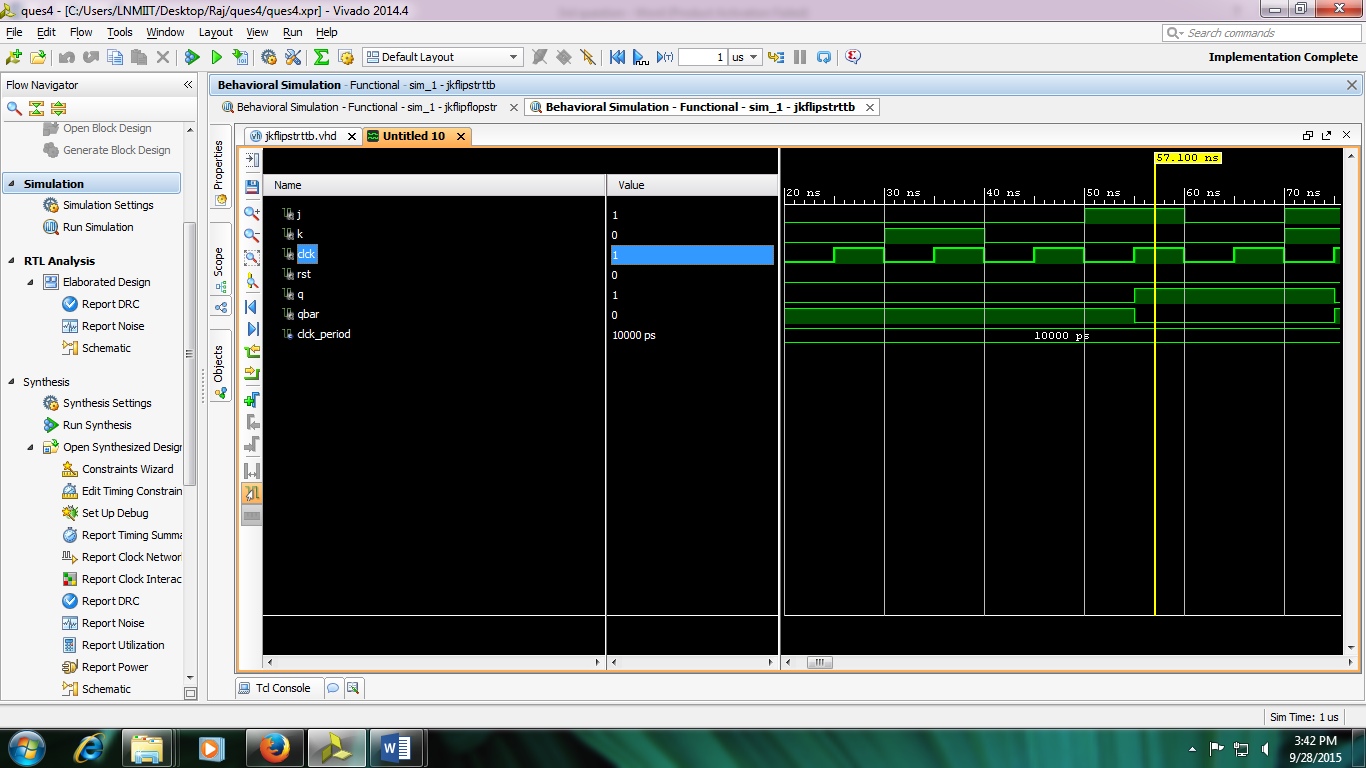 ques4 - [C:/Users/LNMIIT/Desktop/Raj/ques4/ques4.xpr] - Vivado 2014.4
File Edit Flow Tools Window Layout View Run Help
Search commands
Default Layout
1 us
Implementation Complete
Flow Navigator
Open Block Design
Generate Block Design
Simulation
Simulation Settings
Run Simulation
RTL Analysis
Elaborated Design
Report DRC
Report Noise
Schematic
Synthesis
Synthesis Settings
Run Synthesis
Open Synthesized Design
Constraints Wizard
Edit Timing Constrain
Set Up Debug
Report Timing Summa
Report Clock Networ
Report Clock Interac
Report DRC
Report Noise
Report Utilization
Report Power
Schematic
Behavioral Simulation - Functional - sim_1 - jkflipstrttb
Behavioral Simulation - Functional - sim_1 - jkflipflopstr
Behavioral Simulation - Functional - sim_1 - jkflipstrttb
Properties
Scope
Objects
jkflipstrttb.vhd
Untitled 10
Name Value
j 1
k 0
clck 1
rst 0
q 1
qbar 0
clck_period 10000 ps
57.100 ns
20 ns 30 ns 40 ns 50 ns 60 ns 70 ns
10000 ps
Tcl Console
Sim Time: 1 us
3:42 PM
9/28/2015